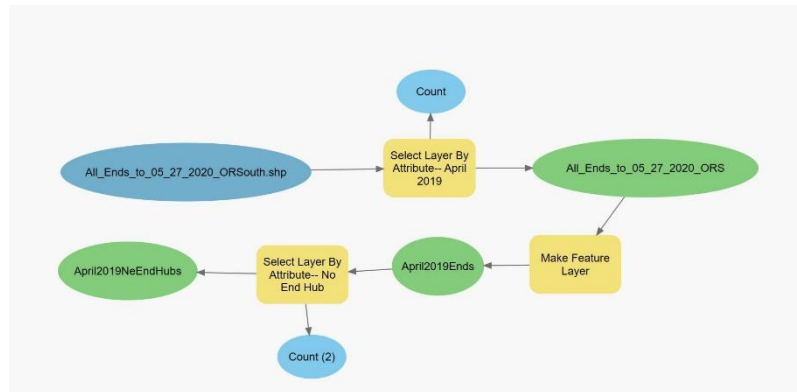 Count
All_Ends_to_05_27_2020_ORSouth.shp
Select Layer By
Attribute-- April
2019
All_Ends_to_05_27_2020_ORS
April2019NeEndHubs
Select Layer By
Attribute-- No
End Hub
April2019Ends
Make Feature
Layer
Count (2)